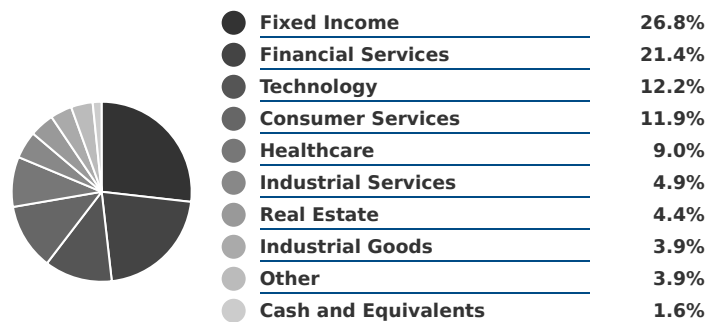 Fixed Income 26.8%
Financial Services 21.4%
Technology 12.2%
Consumer Services 11.9%
Healthcare 9.0%
Industrial Services 4.9%
Real Estate 4.4%
Industrial Goods 3.9%
Other 3.9%
Cash and Equivalents 1.6%